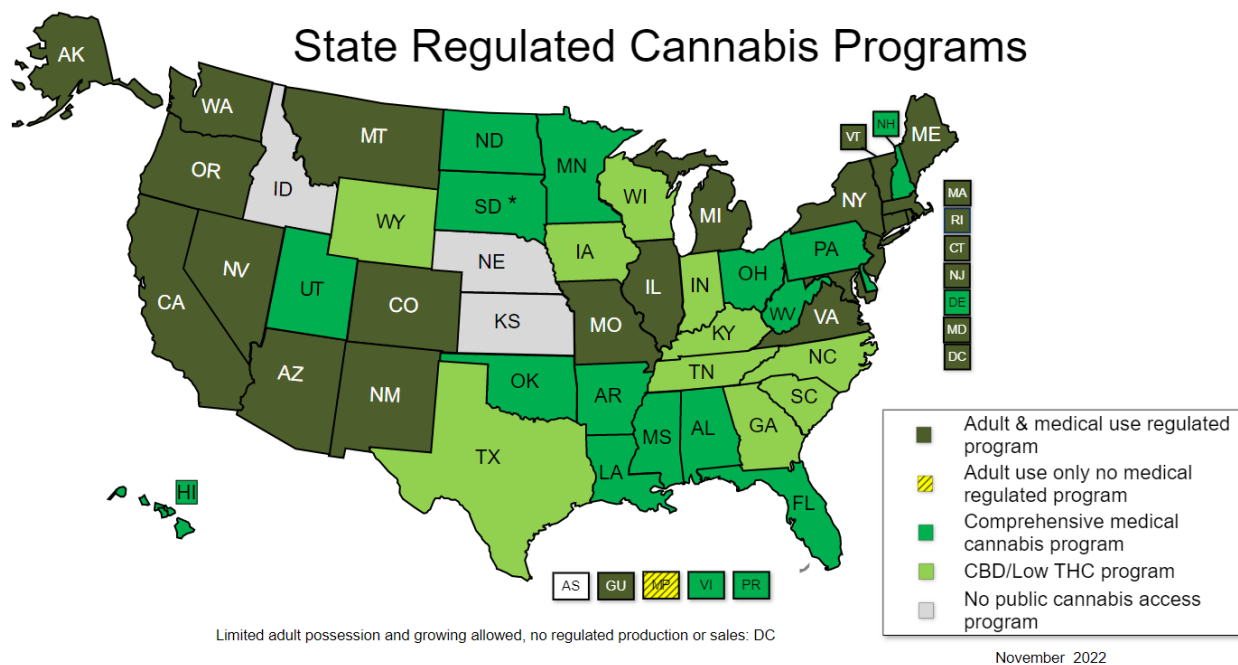 State Regulated Cannabis Programs
AK
WA
MT
ND
MN
VT
NH
ME
OR
ID
WY
SD *
WI
MI
NY
MA
RI
CT
NJ
DE
MD
DC
NV
UT
CA
CO
NE
IA
KS
IL
IN
OH
PA
MO
WV
VA
KY
AZ
NM
OK
AR
TN
NC
SC
TX
LA
MS
AL
GA
FL
HI
AS
GU
MP
VI
PR
Adult & medical use regulated
program
Adult use only no medical
regulated program
Comprehensive medical
cannabis program
CBD/Low THC program
No public cannabis access
program
Limited adult possession and growing allowed, no regulated production or sales: DC
November 2022